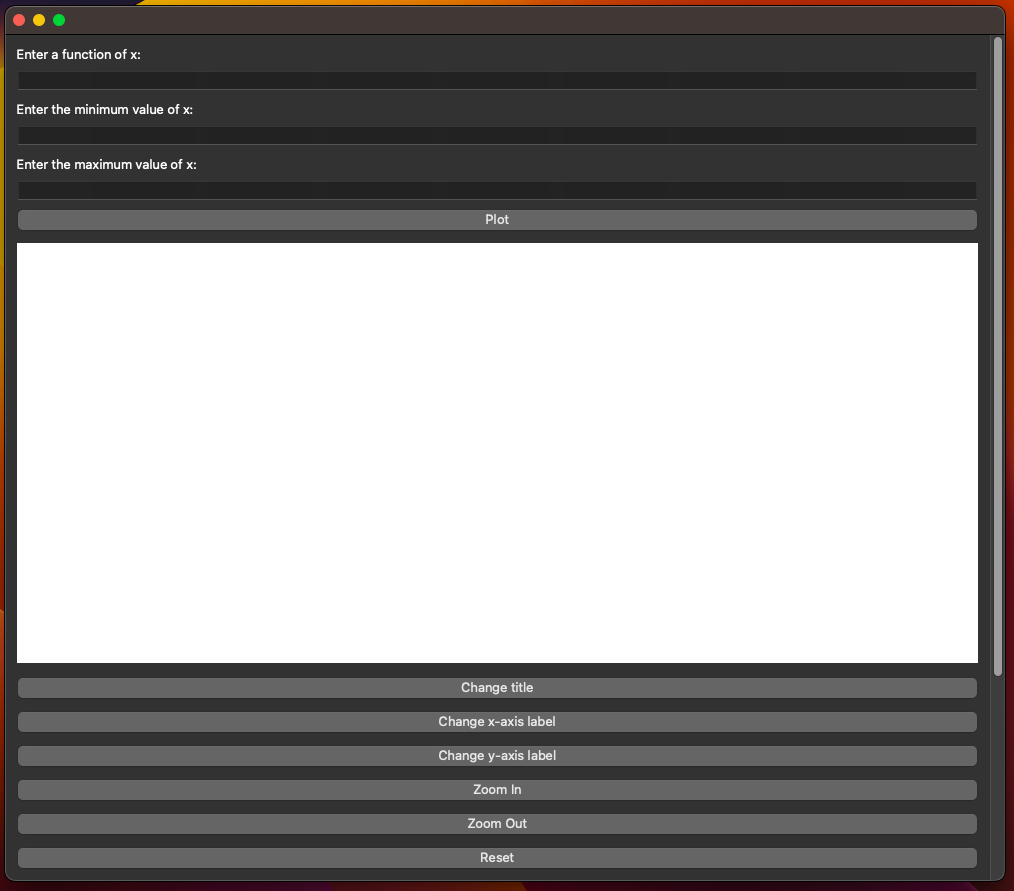 Enter a function of x:
Enter the minimum value of x:
Enter the maximum value of x:
Plot
Change title
Change x-axis label
Change y-axis label
Zoom In
Zoom Out
Reset